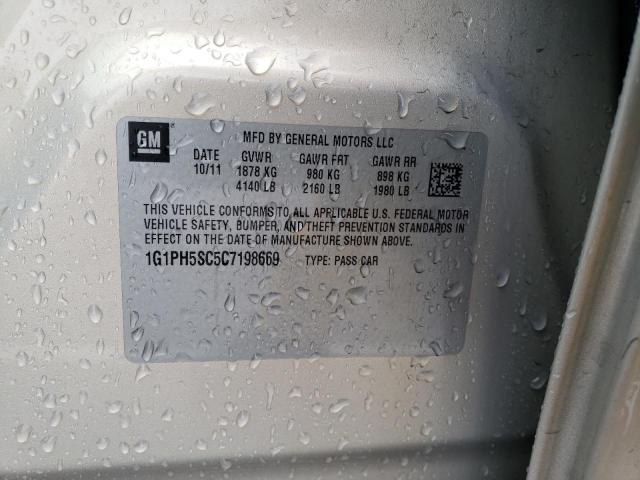 GM
MFD BY GENERAL MOTORS LLC
DATE GVWR GAWR FRT GAWR RR
10/11 1878 KG 980 KG 898 KG
4140 LB 2160 LB 1980 LB
THIS VEHICLE CONFORMS TO ALL APPLICABLE U.S. FEDERAL MOTOR
VEHICLE SAFETY, BUMPER, AND THEFT PREVENTION STANDARDS IN
EFFECT ON THE DATE OF MANUFACTURE SHOWN ABOVE.
1G1PH5SC5C7198669 TYPE: PASS CAR